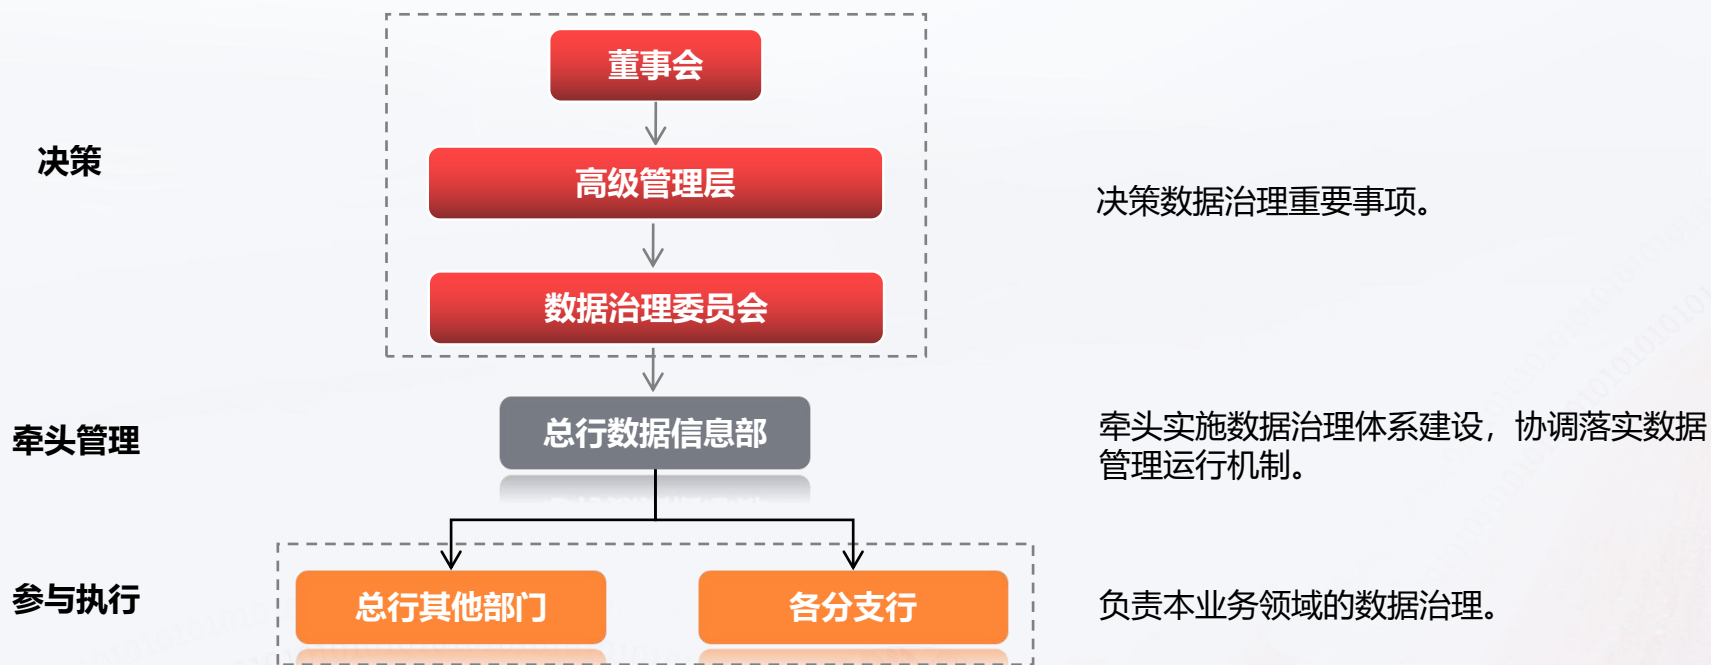 董事会
决策
高级管理层
决策数据治理重要事项。
数据治理委员会
总行数据信息部
牵头管理
牵头实施数据治理体系建设，协调落实数据
管理运行机制。
参与执行
总行其他部门
各分支行
负责本业务领域的数据治理。